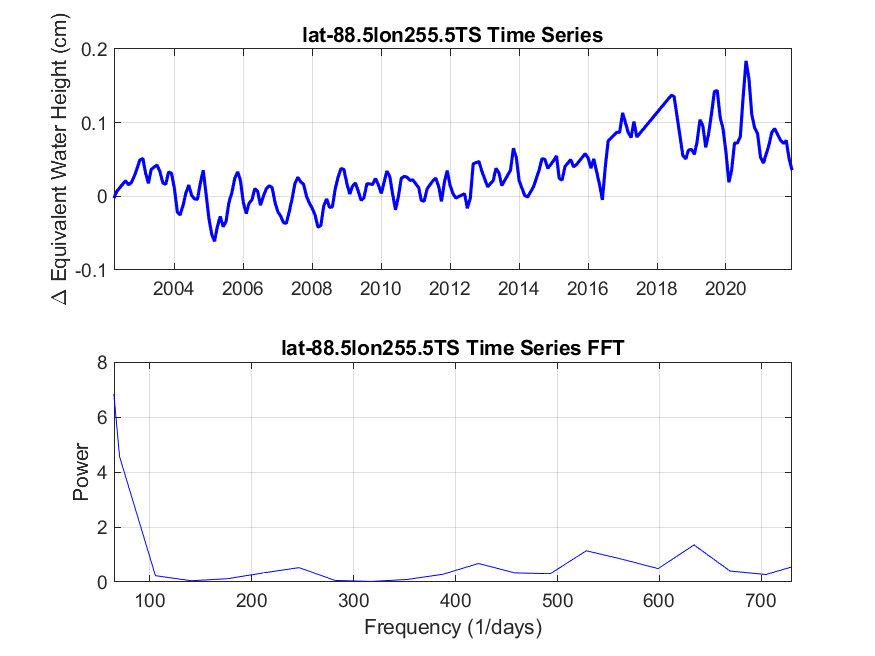 lat-88.5lon255.5TS Time Series
Δ Equivalent Water Height (cm)
0.2
0.1
0
-0.1
2004 2006 2008 2010 2012 2014 2016 2018 2020
lat-88.5lon255.5TS Time Series FFT
Power
8
6
4
2
0
100 200 300 400 500 600 700
Frequency (1/days)